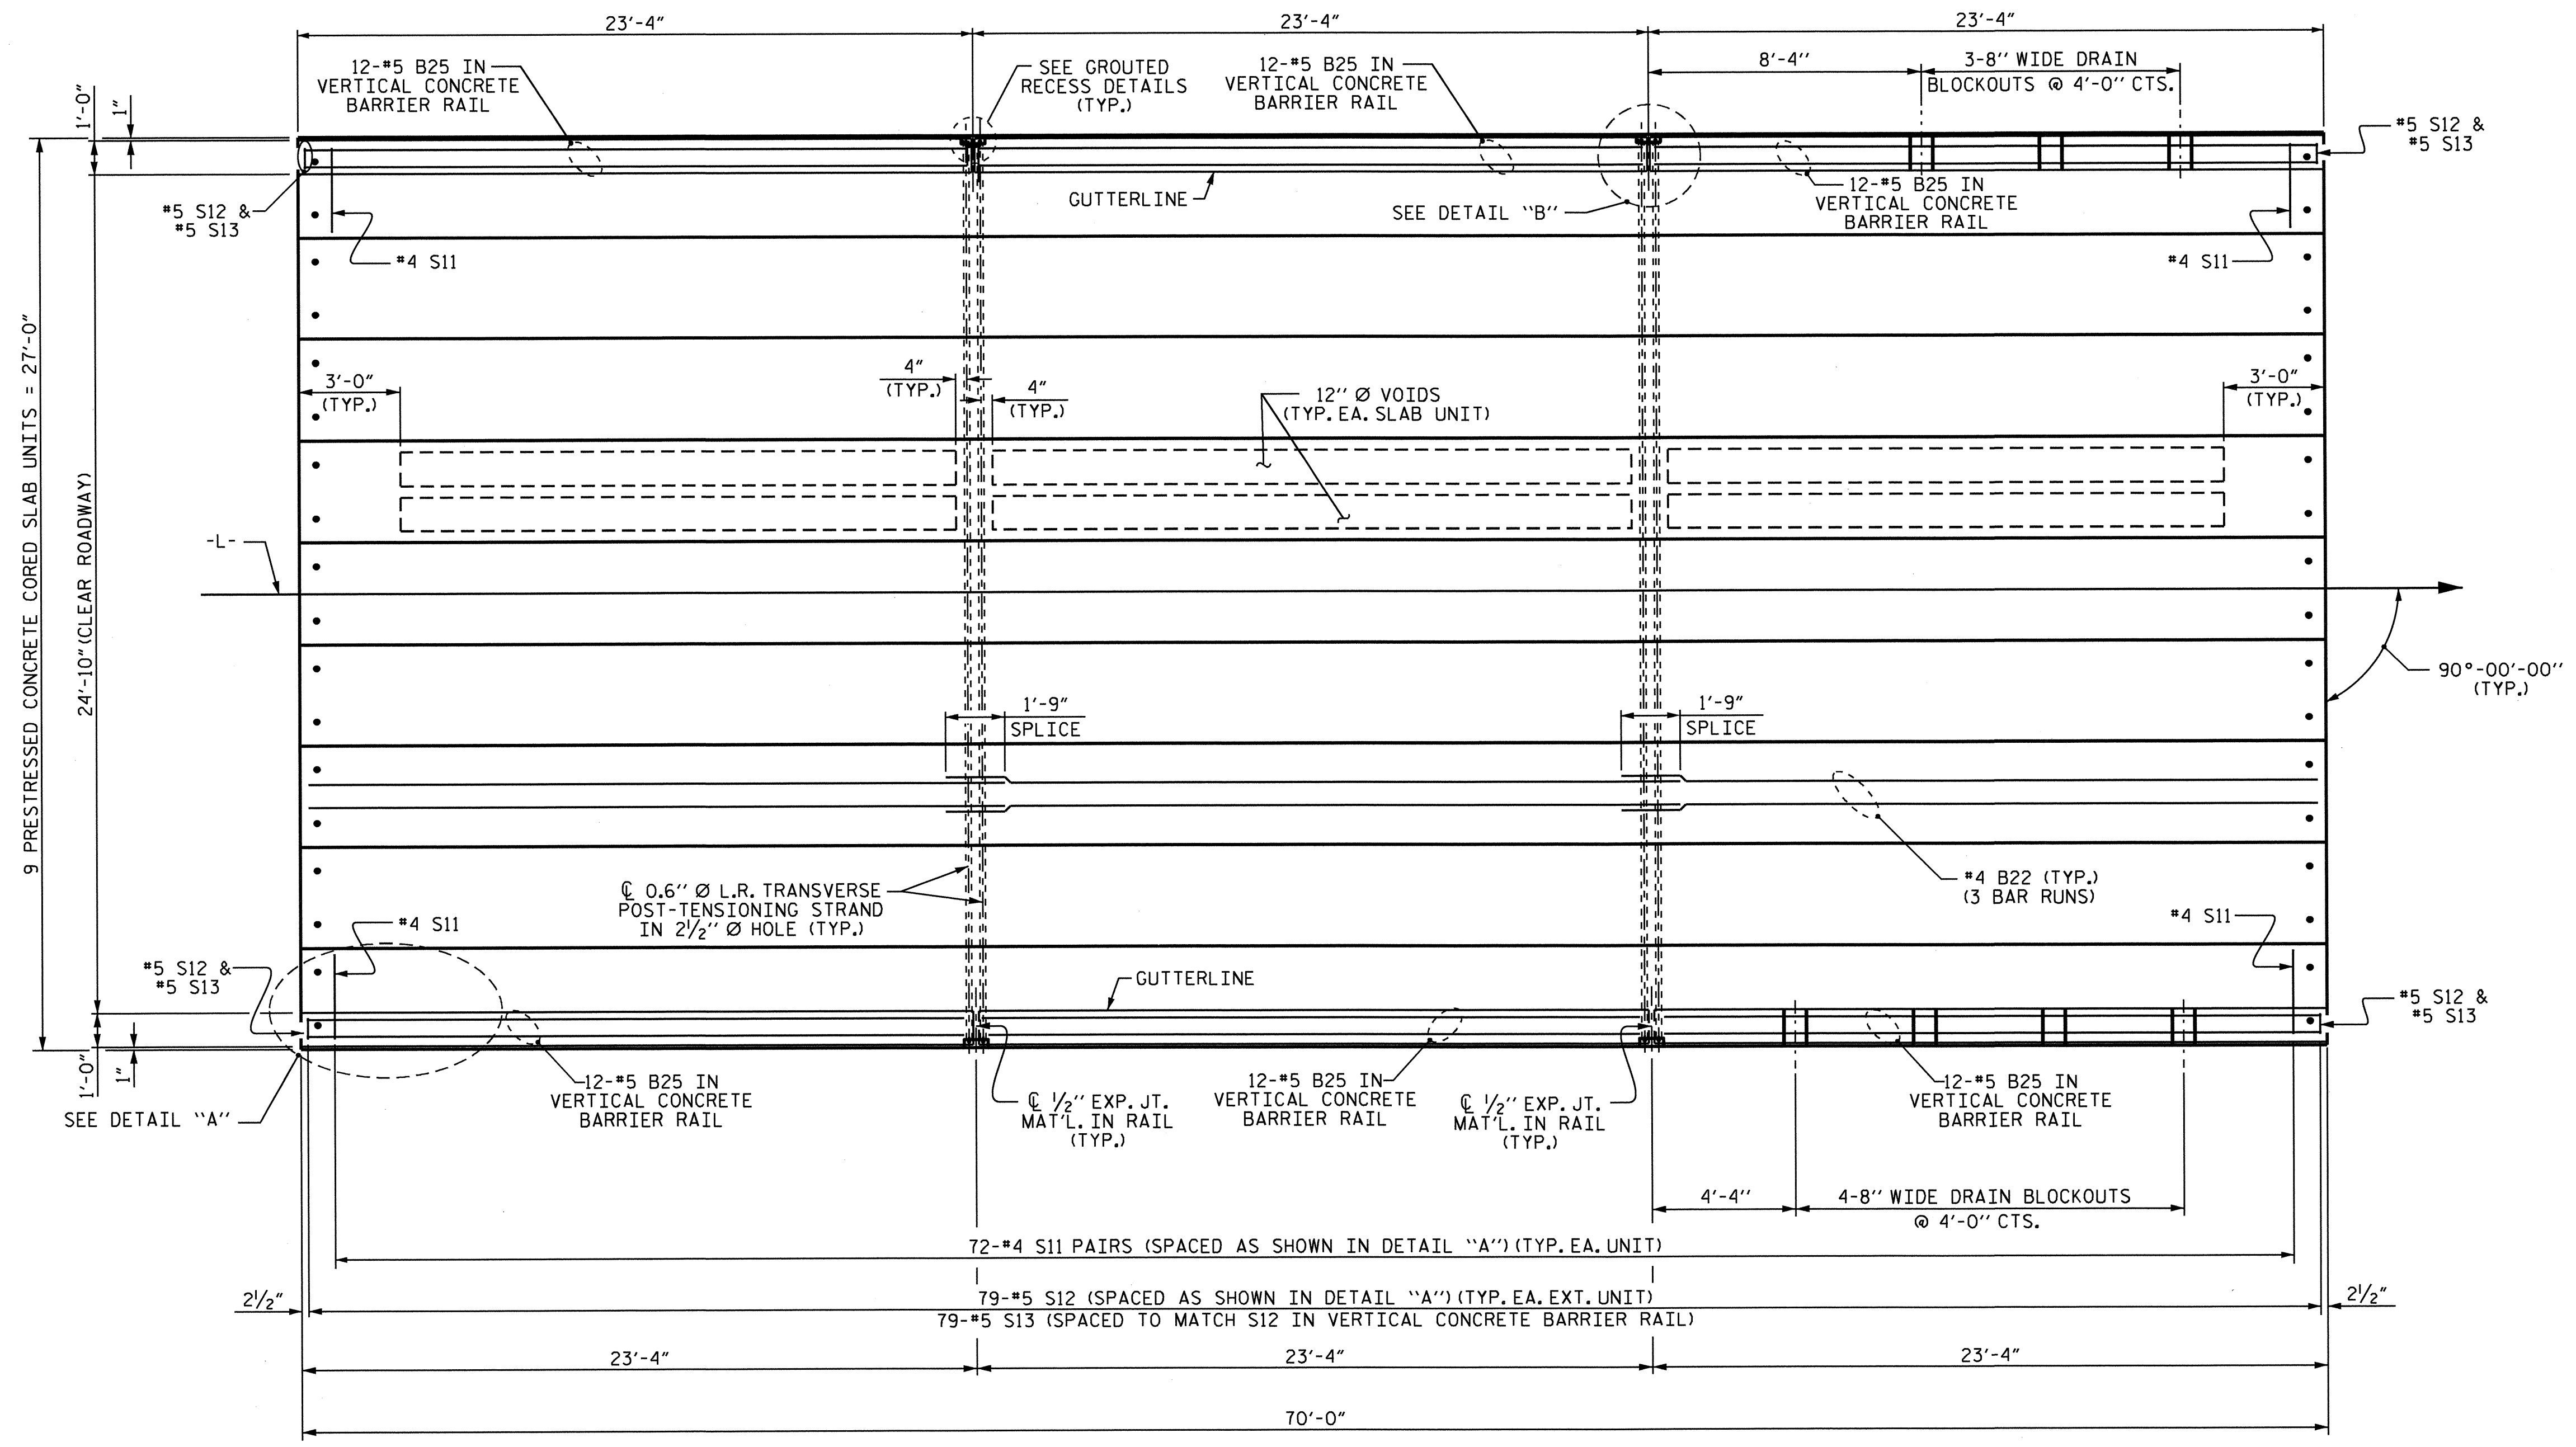 23'-4"
23'-4"
23'-4"
12-#5 B25 IN
VERTICAL CONCRETE
BARRIER RAIL
SEE GROUTED
RECESS DETAILS
(TYP.)
12-#5 B25 IN
VERTICAL CONCRETE
BARRIER RAIL
8'-4"
3-8" WIDE DRAIN
BLOCKOUTS @ 4'-0" CTS.
1'-0"
1"
#5 S12 &
#5 S13
#5 S12 &
#5 S13
GUTTERLINE
SEE DETAIL "B"
12-#5 B25 IN
VERTICAL CONCRETE
BARRIER RAIL
#4 S11
#4 S11
9 PRESTRESSED CONCRETE CORED SLAB UNITS = 27'-0"
24'-10" (CLEAR ROADWAY)
3'-0"
(TYP.)
4"
(TYP.)
4"
(TYP.)
12" Ø VOIDS
(TYP. EA. SLAB UNIT)
3'-0"
(TYP.)
-L-
90°-00'-00"
(TYP.)
1'-9"
SPLICE
1'-9"
SPLICE
℄ 0.6" Ø L.R. TRANSVERSE
POST-TENSIONING STRAND
IN 2½" Ø HOLE (TYP.)
#4 B22 (TYP.)
(3 BAR RUNS)
#4 S11
#4 S11
#5 S12 &
#5 S13
GUTTERLINE
#5 S12 &
#5 S13
1'-0"
1"
SEE DETAIL "A"
12-#5 B25 IN
VERTICAL CONCRETE
BARRIER RAIL
℄ ½" EXP. JT.
MAT'L. IN RAIL
(TYP.)
12-#5 B25 IN
VERTICAL CONCRETE
BARRIER RAIL
℄ ½" EXP. JT.
MAT'L. IN RAIL
(TYP.)
12-#5 B25 IN
VERTICAL CONCRETE
BARRIER RAIL
4'-4"
4-8" WIDE DRAIN BLOCKOUTS
@ 4'-0" CTS.
72-#4 S11 PAIRS (SPACED AS SHOWN IN DETAIL "A") (TYP. EA. UNIT)
2½"
79-#5 S12 (SPACED AS SHOWN IN DETAIL "A") (TYP. EA. EXT. UNIT)
2½"
79-#5 S13 (SPACED TO MATCH S12 IN VERTICAL CONCRETE BARRIER RAIL)
23'-4"
23'-4"
23'-4"
70'-0"